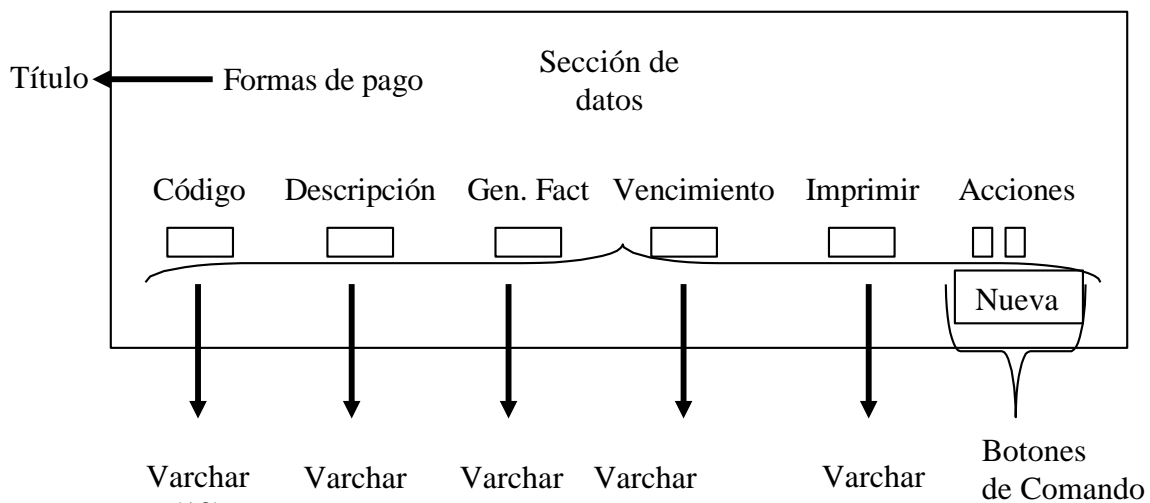 Título
Formas de pago
Sección de
datos
Código Descripción Gen. Fact Vencimiento Imprimir Acciones
Nueva
Varchar Varchar Varchar Varchar Varchar
Botones
de Comando